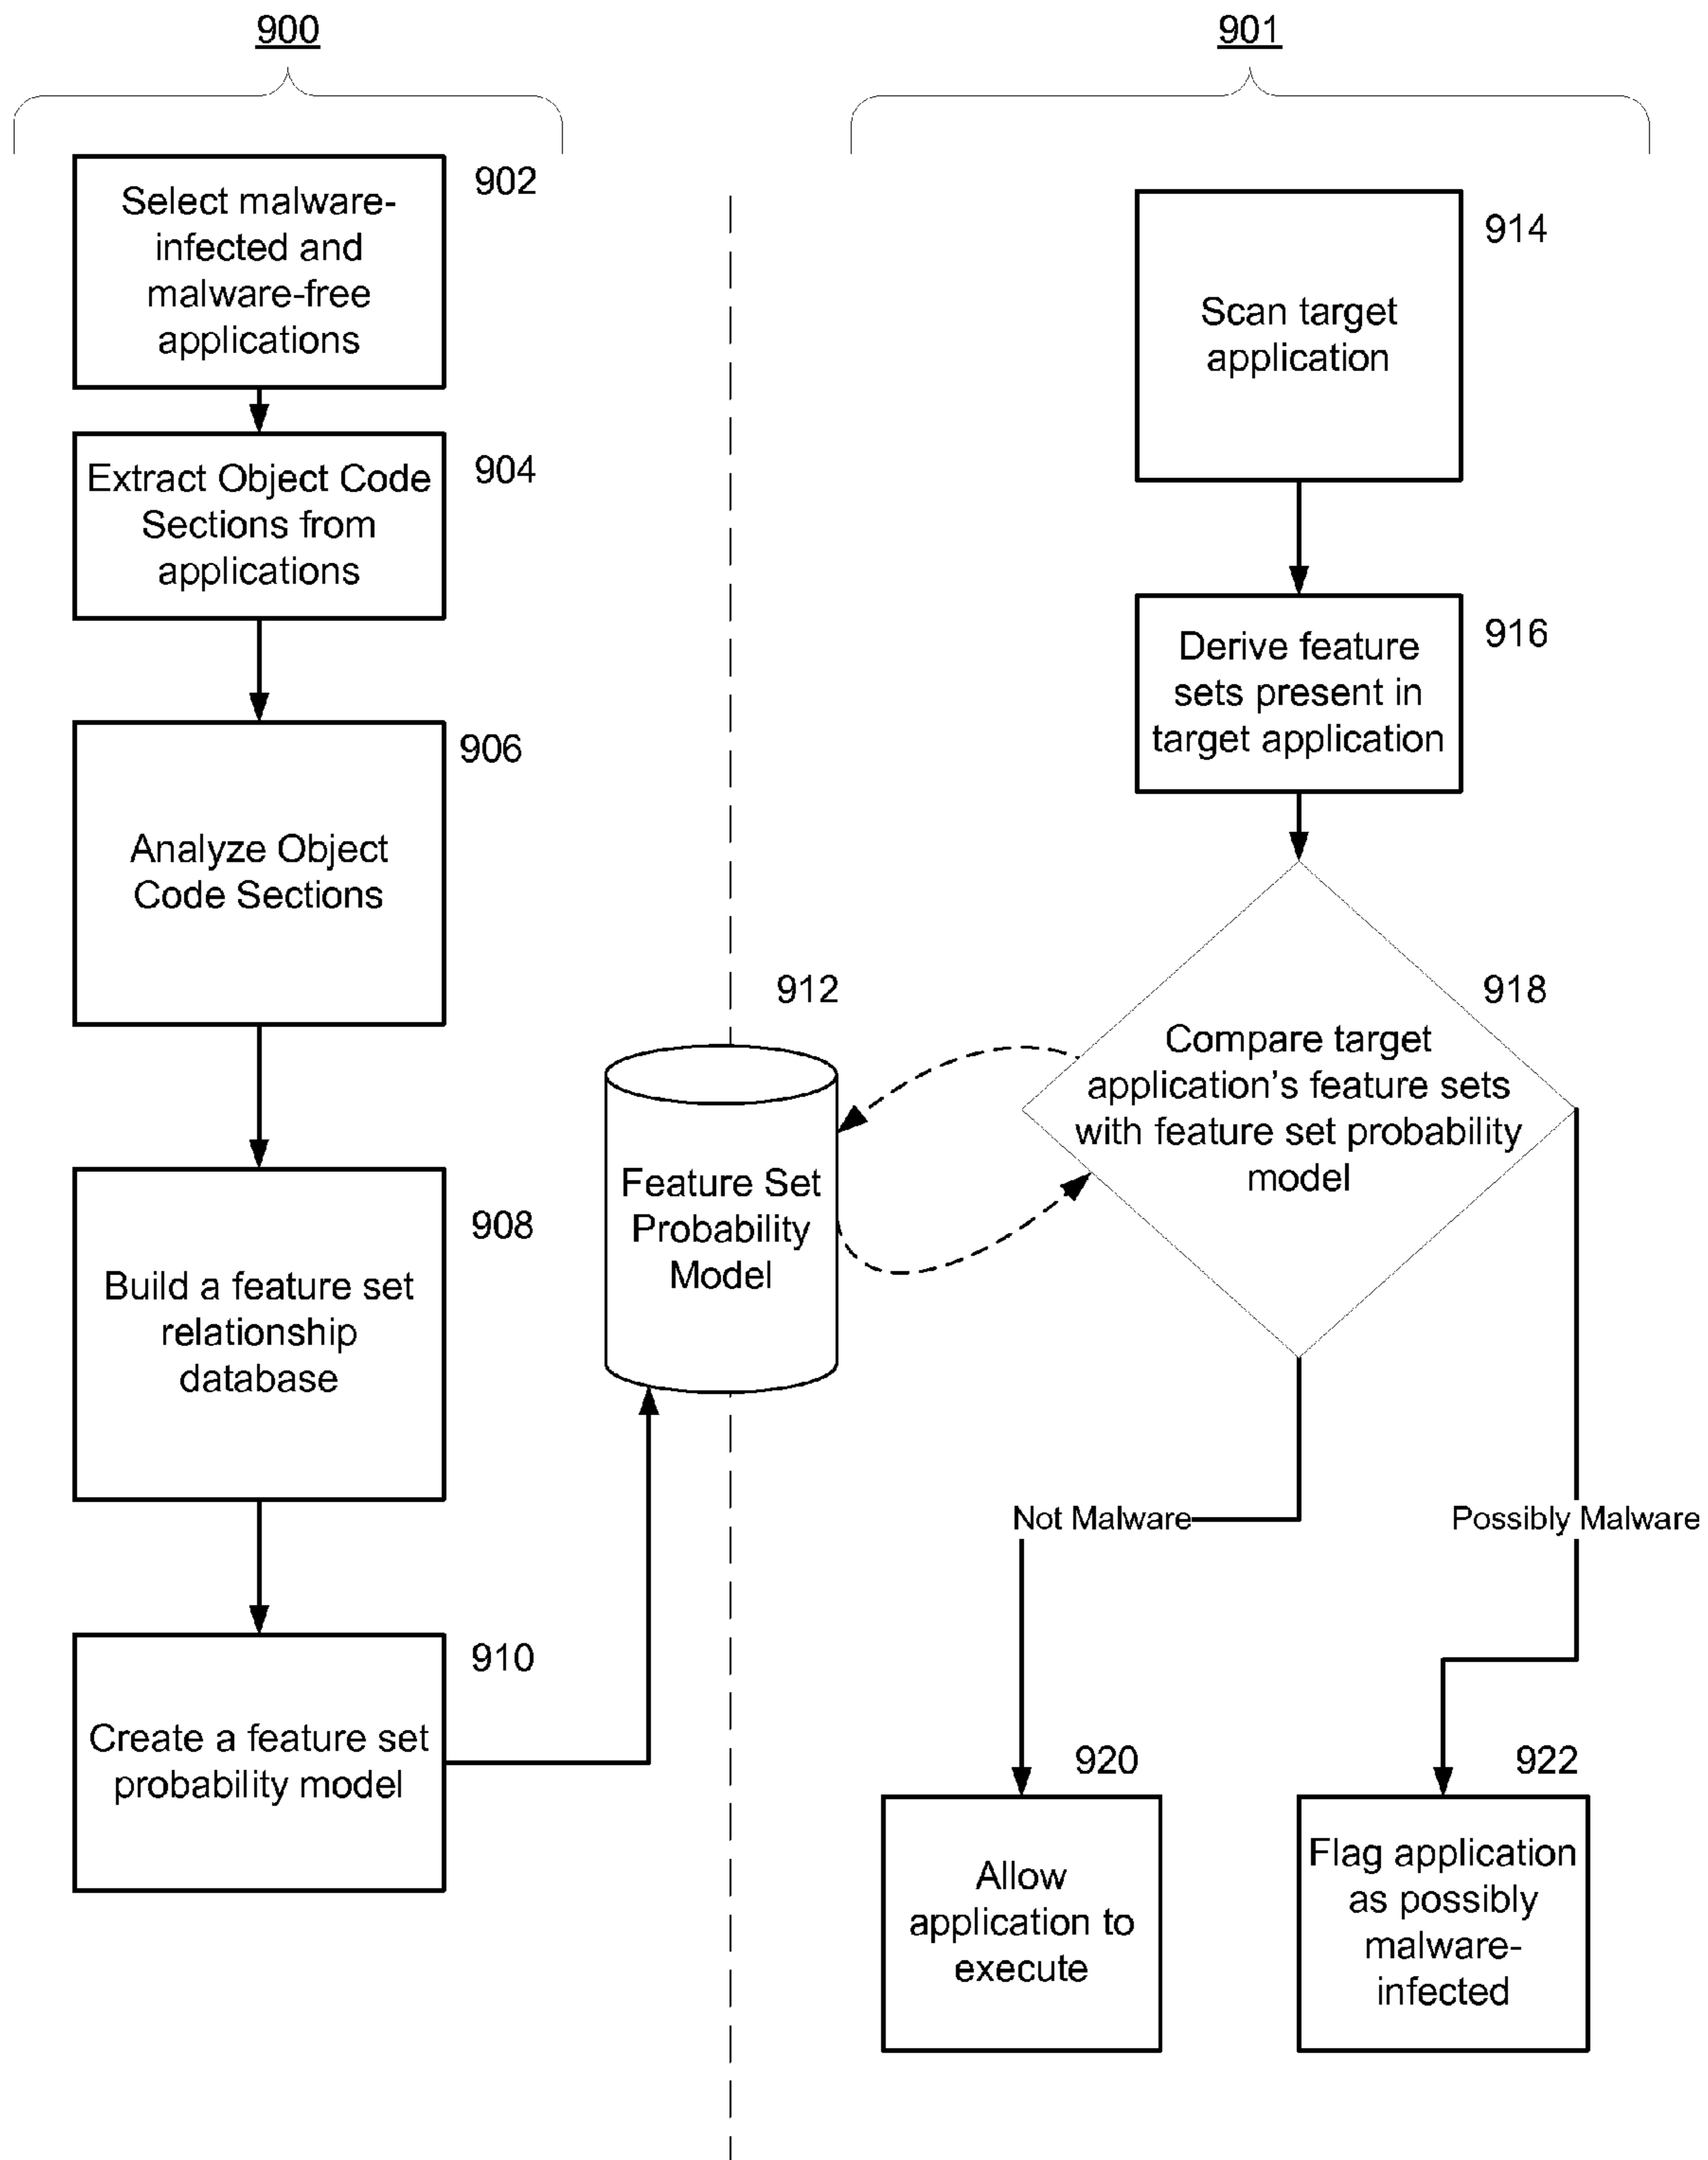 900
902
Select malware-
infected and
malware-free
applications
904
Extract Object Code
Sections from
applications
906
Analyze Object
Code Sections
908
Build a feature set
relationship
database
910
Create a feature set
probability model
912
Feature Set
Probability
Model
901
914
Scan target
application
916
Derive feature
sets present in
target application
918
Compare target
application's feature sets
with feature set probability
model
Not Malware
Possibly Malware
920
Allow
application to
execute
922
Flag application
as possibly
malware-
infected